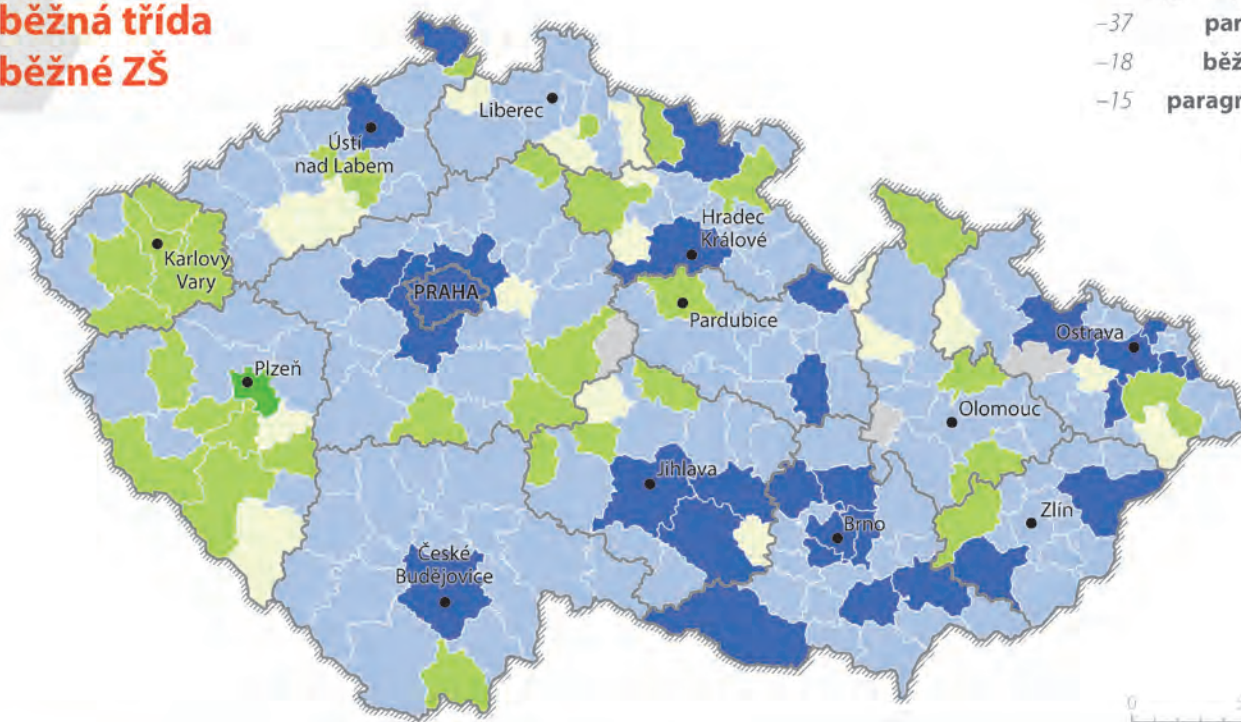 běžná třída
běžné ZŠ
–37
–18
–15
Liberec
Ústí
nad Labem
Karlovy
Vary
Hradec
Králové
PRAHA
Pardubice
Plzeň
Ostrava
Olomouc
Jihlava
Zlín
Brno
České
Budějovice
0